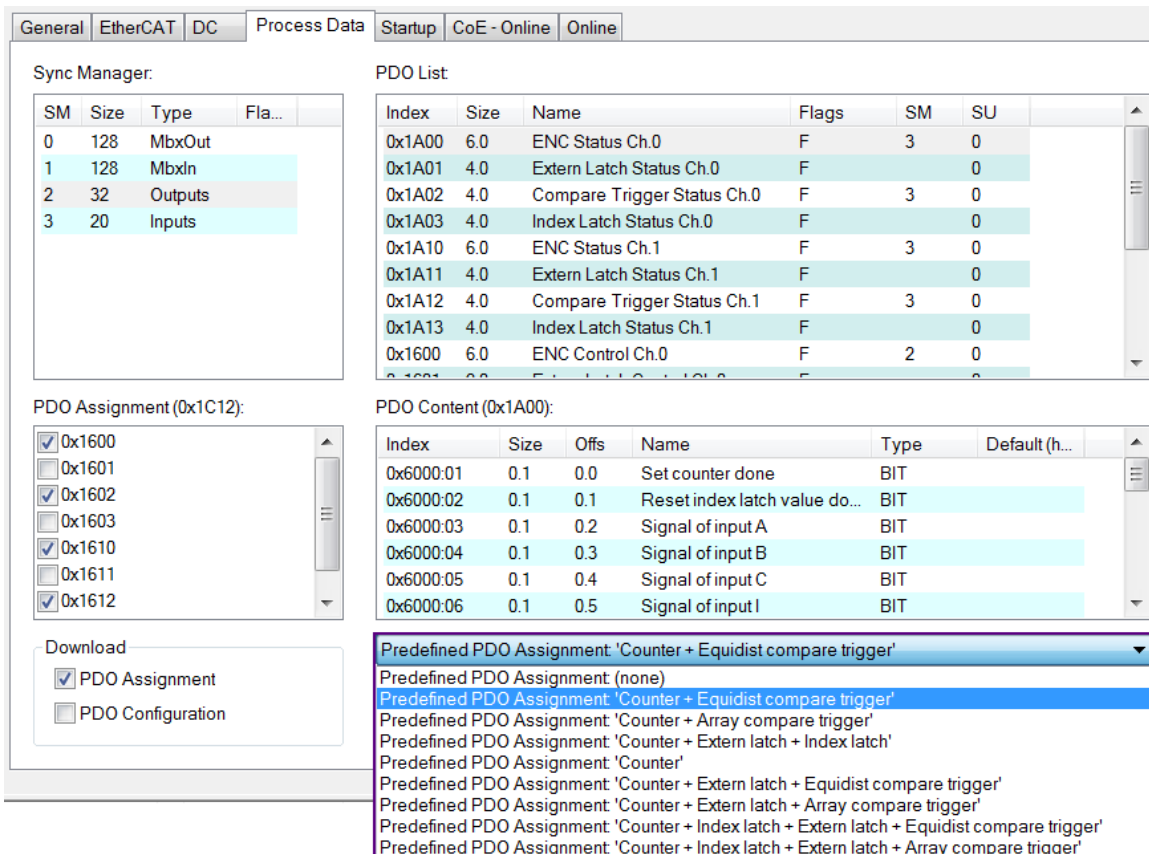 General EtherCAT DC Process Data Startup CoE - Online Online
Sync Manager:
SM Size Type Fla...
0 128 MbxOut
1 128 MbxIn
2 32 Outputs
3 20 Inputs
PDO List:
Index Size Name Flags SM SU
0x1A00 6.0 ENC Status Ch.0 F 3 0
0x1A01 4.0 Extern Latch Status Ch.0 F 0
0x1A02 4.0 Compare Trigger Status Ch.0 F 3 0
0x1A03 4.0 Index Latch Status Ch.0 F 0
0x1A10 6.0 ENC Status Ch.1 F 3 0
0x1A11 4.0 Extern Latch Status Ch.1 F 0
0x1A12 4.0 Compare Trigger Status Ch.1 F 3 0
0x1A13 4.0 Index Latch Status Ch.1 F 0
0x1600 6.0 ENC Control Ch.0 F 2 0
PDO Assignment (0x1C12):
0x1600
0x1601
0x1602
0x1603
0x1610
0x1611
0x1612
PDO Content (0x1A00):
Index Size Offs Name Type Default (h...
0x6000:01 0.1 0.0 Set counter done BIT
0x6000:02 0.1 0.1 Reset index latch value do... BIT
0x6000:03 0.1 0.2 Signal of input A BIT
0x6000:04 0.1 0.3 Signal of input B BIT
0x6000:05 0.1 0.4 Signal of input C BIT
0x6000:06 0.1 0.5 Signal of input I BIT
Download
PDO Assignment
PDO Configuration
Predefined PDO Assignment: 'Counter + Equidist compare trigger'
Predefined PDO Assignment: (none)
Predefined PDO Assignment: 'Counter + Equidist compare trigger'
Predefined PDO Assignment: 'Counter + Array compare trigger'
Predefined PDO Assignment: 'Counter + Extern latch + Index latch'
Predefined PDO Assignment: 'Counter'
Predefined PDO Assignment: 'Counter + Extern latch + Equidist compare trigger'
Predefined PDO Assignment: 'Counter + Extern latch + Array compare trigger'
Predefined PDO Assignment: 'Counter + Index latch + Extern latch + Equidist compare trigger'
Predefined PDO Assignment: 'Counter + Index latch + Extern latch + Array compare trigger'